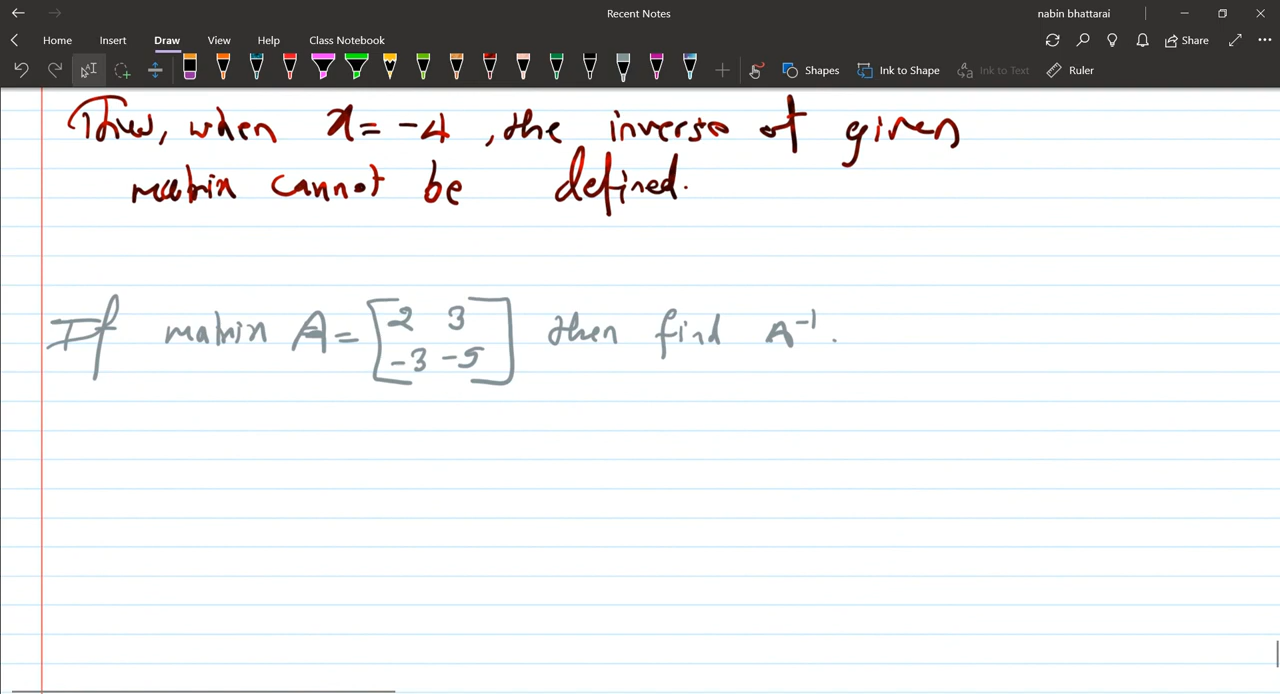 Recent Notes
nabin bhattarai
Home Insert Draw View Help Class Notebook
Share
Shapes Ink to Shape Ink to Text Ruler
Thus, when x = -4, the inverse of given
matrix cannot be defined.
If matrix A = [2 3
-3 -5] then find A⁻¹.